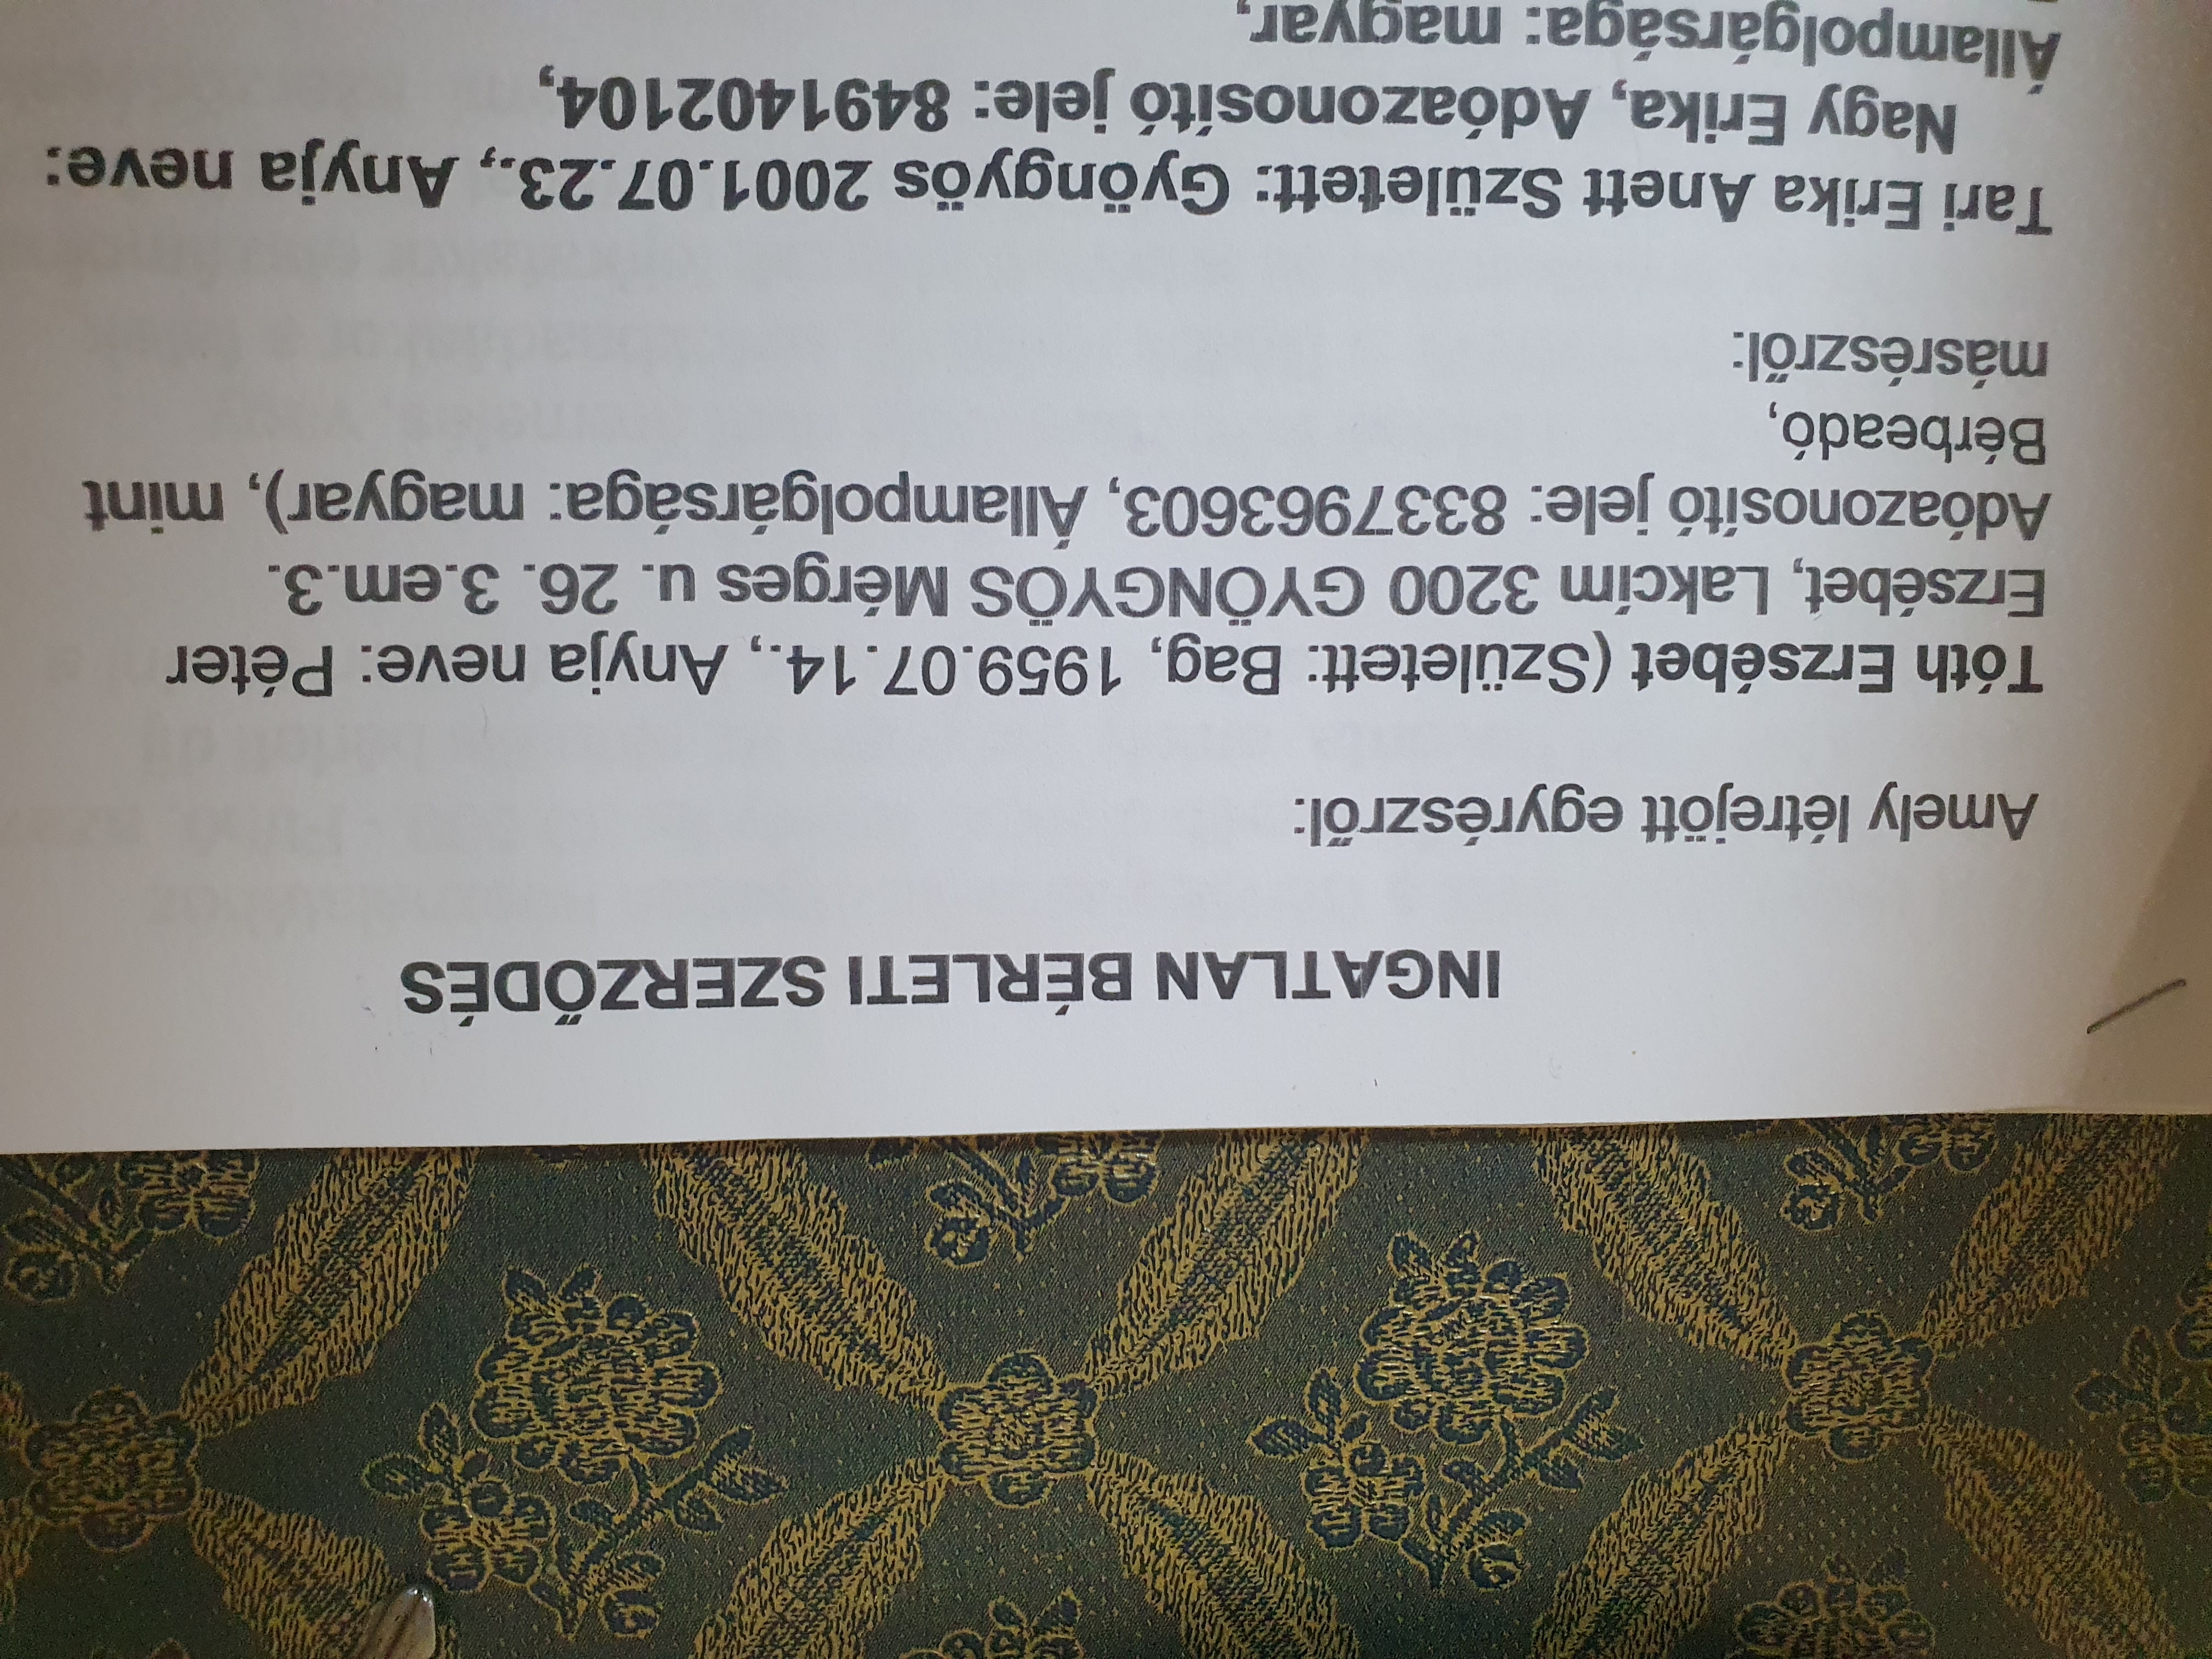 INGATLAN BÉRLETI SZERZŐDÉS
Amely létrejött egyrészről:
Tóth Erzsébet (Született: Bag, 1959.07.14., Anyja neve: Péter
Erzsébet, Lakcím 3200 GYÖNGYÖS Mérges u. 26. 3.em.3.
Adóazonosító jele: 8337963603, Állampolgársága: magyar), mint
Bérbeadó,
másrészről:
Tari Erika Anett Született: Gyöngyös 2001.07.23., Anyja neve:
Nagy Erika, Adóazonosító jele: 8491402104,
Állampolgársága: magyar,